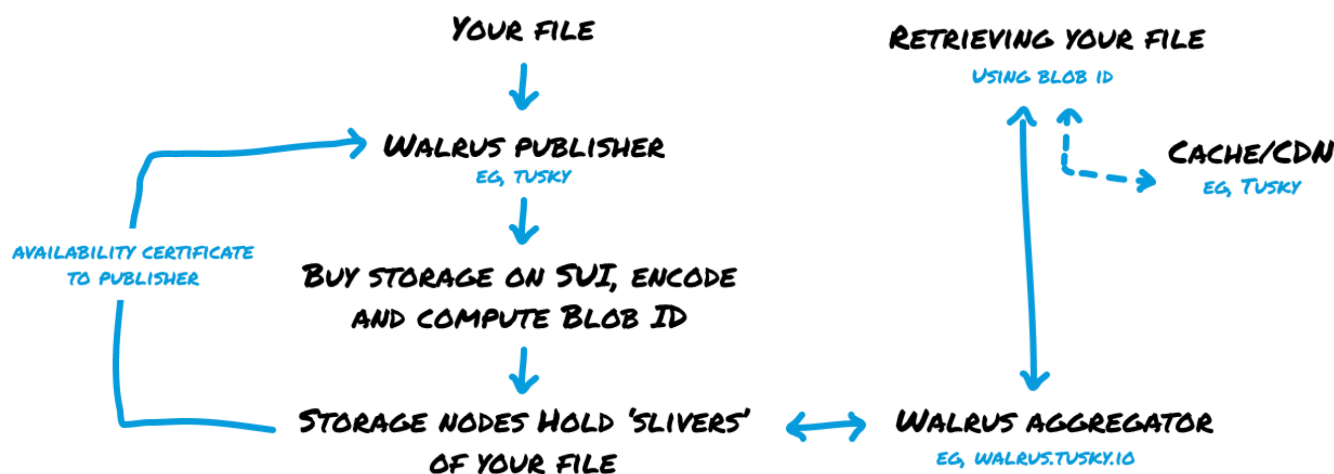 Your file
Walrus publisher
eg, tusky
availability certificate
to publisher
Buy storage on SUI, encode
and compute Blob ID
Storage nodes Hold 'slivers'
of your file
Retrieving your file
Using blob id
Cache/CDN
eg, Tusky
Walrus aggregator
eg, walrus.tusky.io